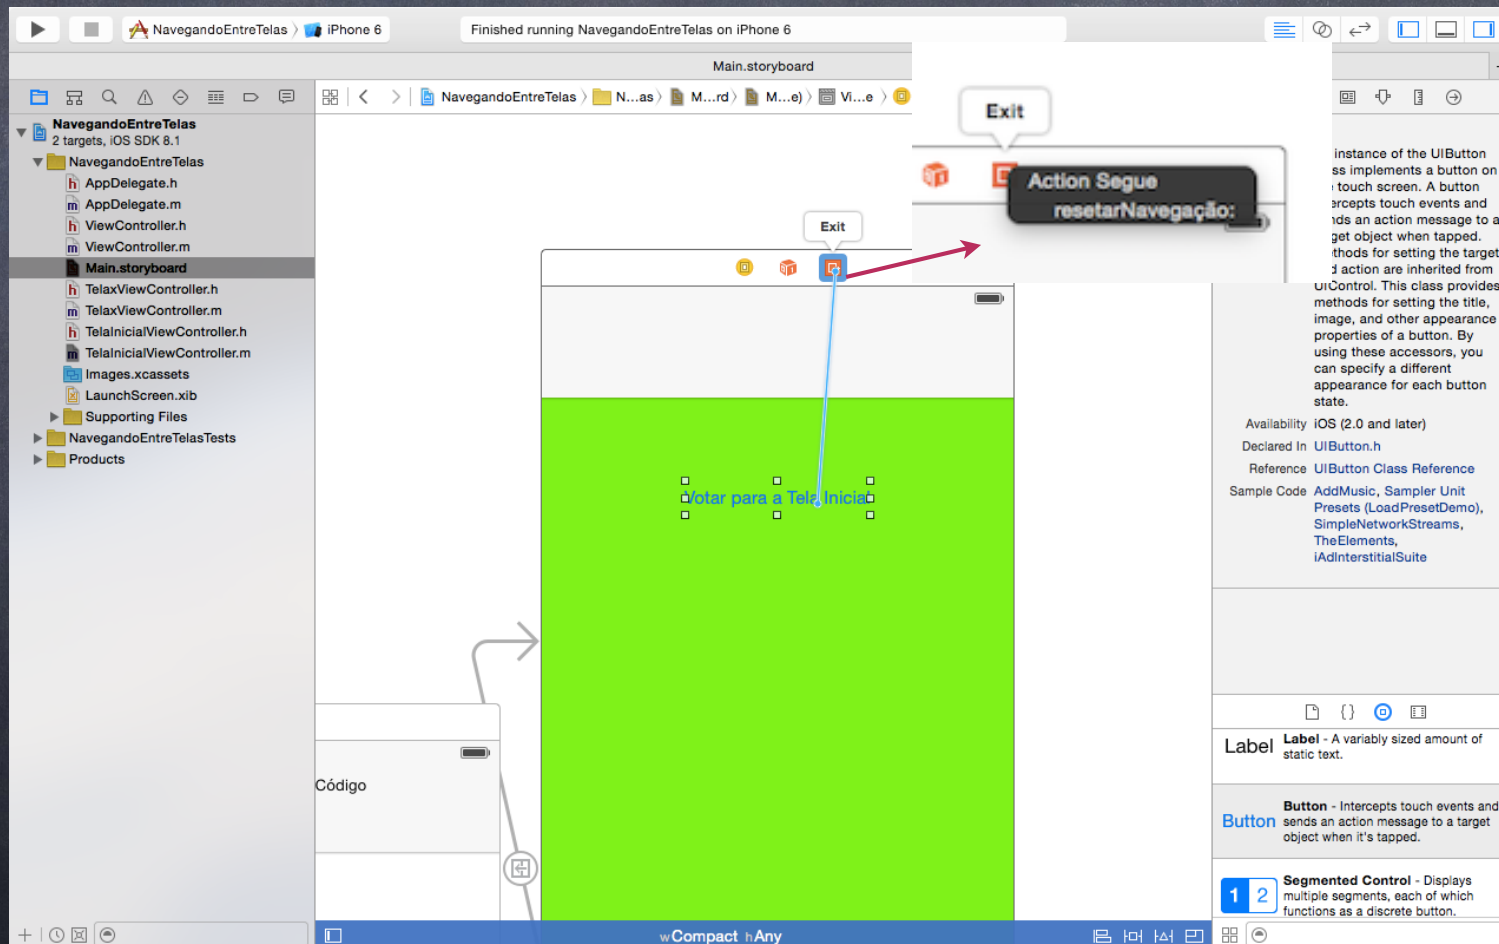 NavegandoEntreTelas
iPhone 6
Finished running NavegandoEntreTelas on iPhone 6
Main.storyboard
NavegandoEntreTelas
N...as
M...rd
M...e)
Vi...e
NavegandoEntreTelas
2 targets, iOS SDK 8.1
NavegandoEntreTelas
h AppDelegate.h
m AppDelegate.m
h ViewController.h
m ViewController.m
Main.storyboard
h TelaxViewController.h
m TelaxViewController.m
h TelaInicialViewController.h
m TelaInicialViewController.m
Images.xcassets
LaunchScreen.xib
Supporting Files
NavegandoEntreTelasTests
Products
Exit
Exit
Action Segue
resetarNavegação:
Votar para a Tela Inicial
Código
wCompact hAny
instance of the UIButton
implements a button on
touch screen. A button
touch events and
an action message to a
object when tapped.
for setting the target
action are inherited from
UIControl. This class provides
methods for setting the title,
image, and other appearance
properties of a button. By
using these accessors, you
can specify a different
appearance for each button
state.
Availability iOS (2.0 and later)
Declared In UIButton.h
Reference UIButton Class Reference
Sample Code AddMusic, Sampler Unit
Presets (LoadPresetDemo),
SimpleNetworkStreams,
TheElements,
iAdInterstitialSuite
{}
Label Label - A variably sized amount of
static text.
Button Button - Intercepts touch events and
sends an action message to a target
object when it's tapped.
1 2 Segmented Control - Displays
multiple segments, each of which
functions as a discrete button.